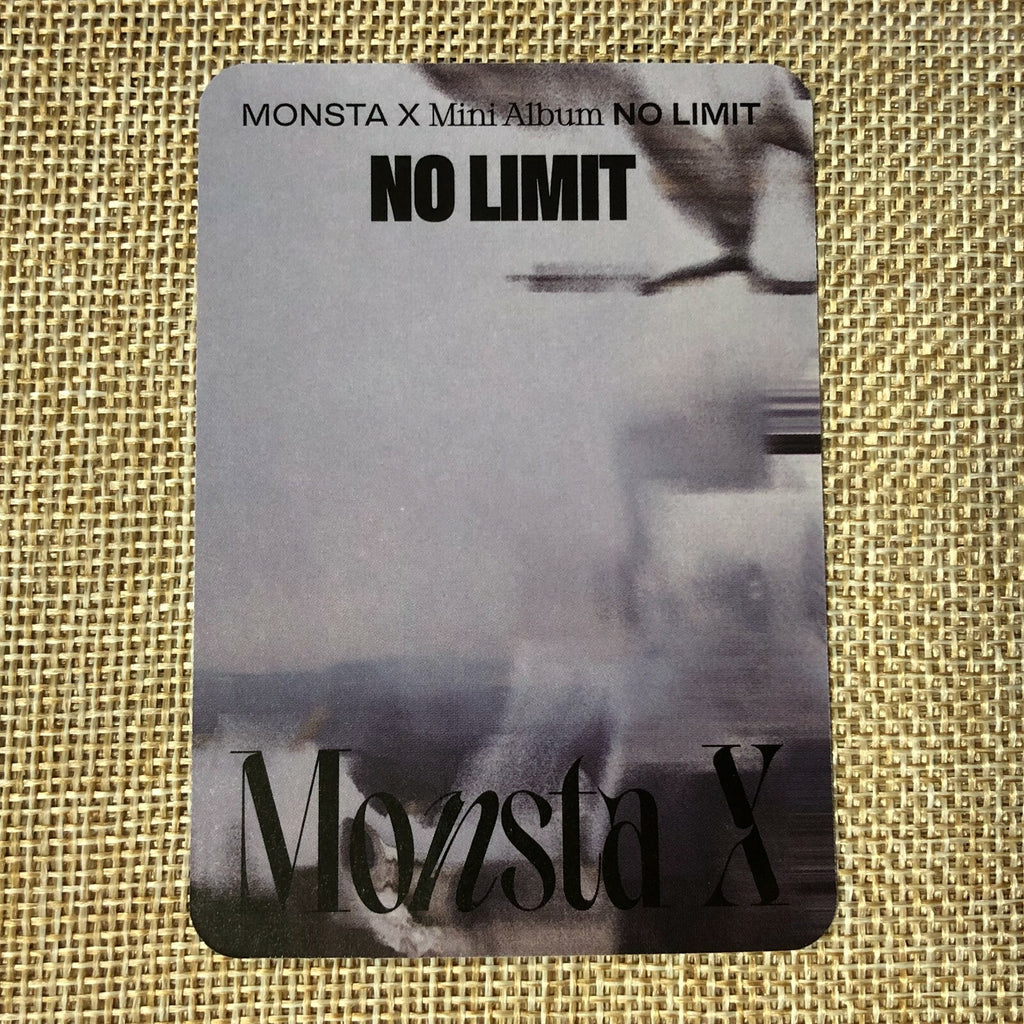 MONSTA X Mini Album NO LIMIT
NO LIMIT
Monsta X